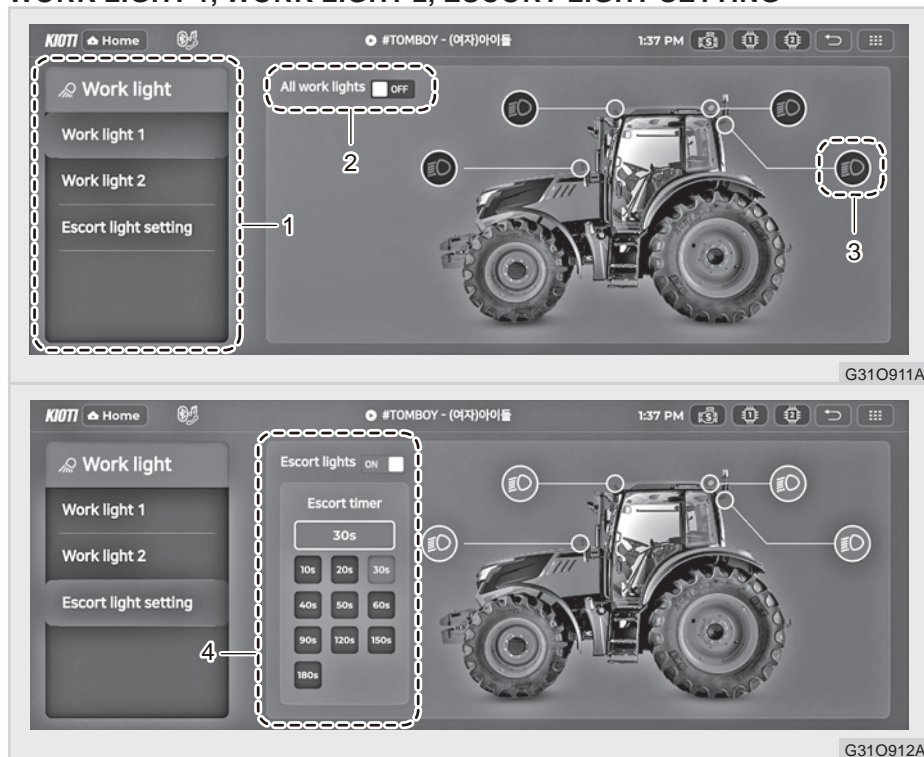 WORK LIGHT 1, WORK LIGHT 2, ESCORT LIGHT SETTING
KIOTI Home #TOMBOY - (여자)아이들 1:37 PM S 1 2
Work light
Work light 1
Work light 2
Escort light setting
1
All work lights OFF
2
3
G31O911A
KIOTI Home #TOMBOY - (여자)아이들 1:37 PM S 1 2
Work light
Work light 1
Work light 2
Escort light setting
Escort lights ON
Escort timer
30s
10s 20s 30s
40s 50s 60s
90s 120s 150s
180s
4
G31O912A